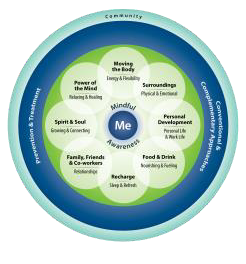 Community
Prevention & Treatment
Conventional &
Complementary Approaches
Moving
the Body
Energy & Flexibility
Surroundings
Physical & Emotional
Personal
Development
Personal Life
& Work Life
Food & Drink
Nourishing & Fueling
Recharge
Sleep & Refresh
Family, Friends
& Co-workers
Relationships
Spirit & Soul
Growing & Connecting
Power of
the Mind
Relaxing & Healing
Mindful
Me
Awareness